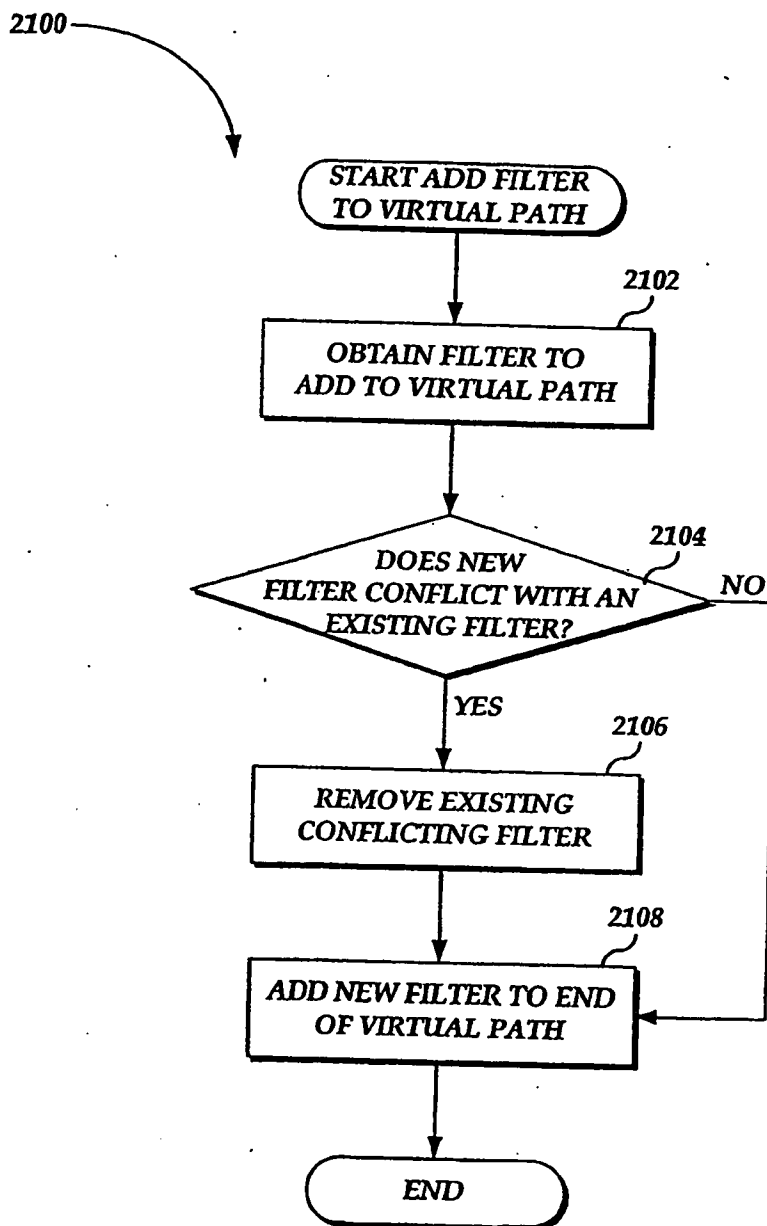 2100
START ADD FILTER
TO VIRTUAL PATH
2102
OBTAIN FILTER TO
ADD TO VIRTUAL PATH
2104
DOES NEW
FILTER CONFLICT WITH AN
EXISTING FILTER?
NO
YES
2106
REMOVE EXISTING
CONFLICTING FILTER
2108
ADD NEW FILTER TO END
OF VIRTUAL PATH
END